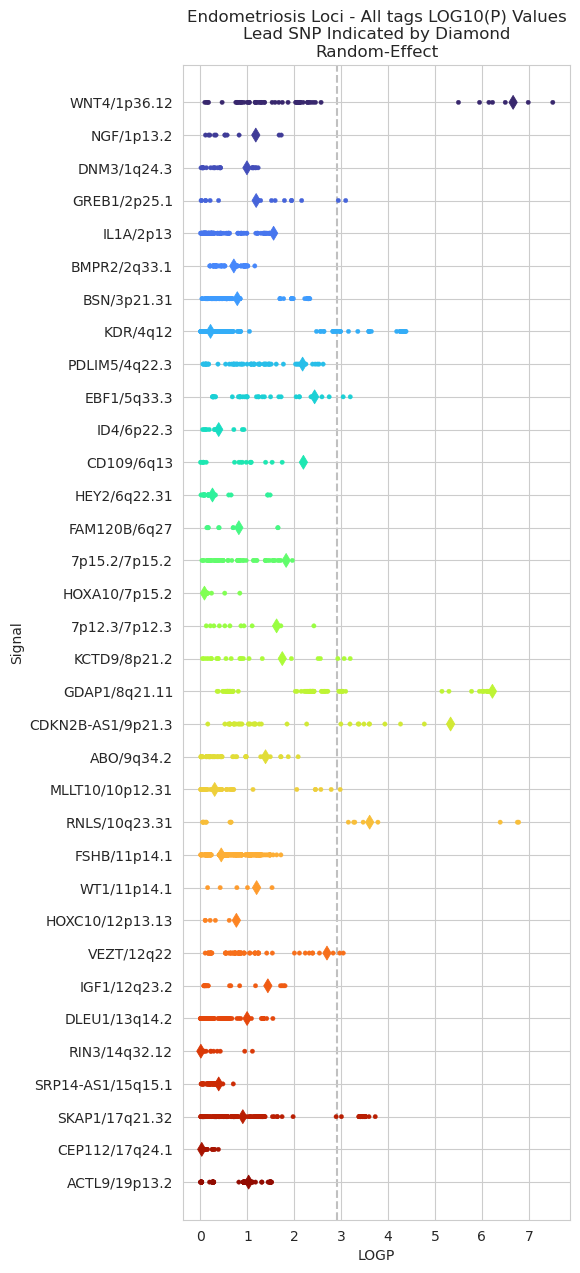 Endometriosis Loci - All tags LOG10(P) Values
Lead SNP Indicated by Diamond
Random-Effect
WNT4/1p36.12
NGF/1p13.2
DNM3/1q24.3
GREB1/2p25.1
IL1A/2p13
BMPR2/2q33.1
BSN/3p21.31
KDR/4q12
PDLIM5/4q22.3
EBF1/5q33.3
ID4/6p22.3
CD109/6q13
HEY2/6q22.31
FAM120B/6q27
7p15.2/7p15.2
HOXA10/7p15.2
7p12.3/7p12.3
KCTD9/8p21.2
GDAP1/8q21.11
CDKN2B-AS1/9p21.3
ABO/9q34.2
MLLT10/10p12.31
RNLS/10q23.31
FSHB/11p14.1
WT1/11p14.1
HOXC10/12p13.13
VEZT/12q22
IGF1/12q23.2
DLEU1/13q14.2
RIN3/14q32.12
SRP14-AS1/15q15.1
SKAP1/17q21.32
CEP112/17q24.1
ACTL9/19p13.2
Signal
0 1 2 3 4 5 6 7
LOGP